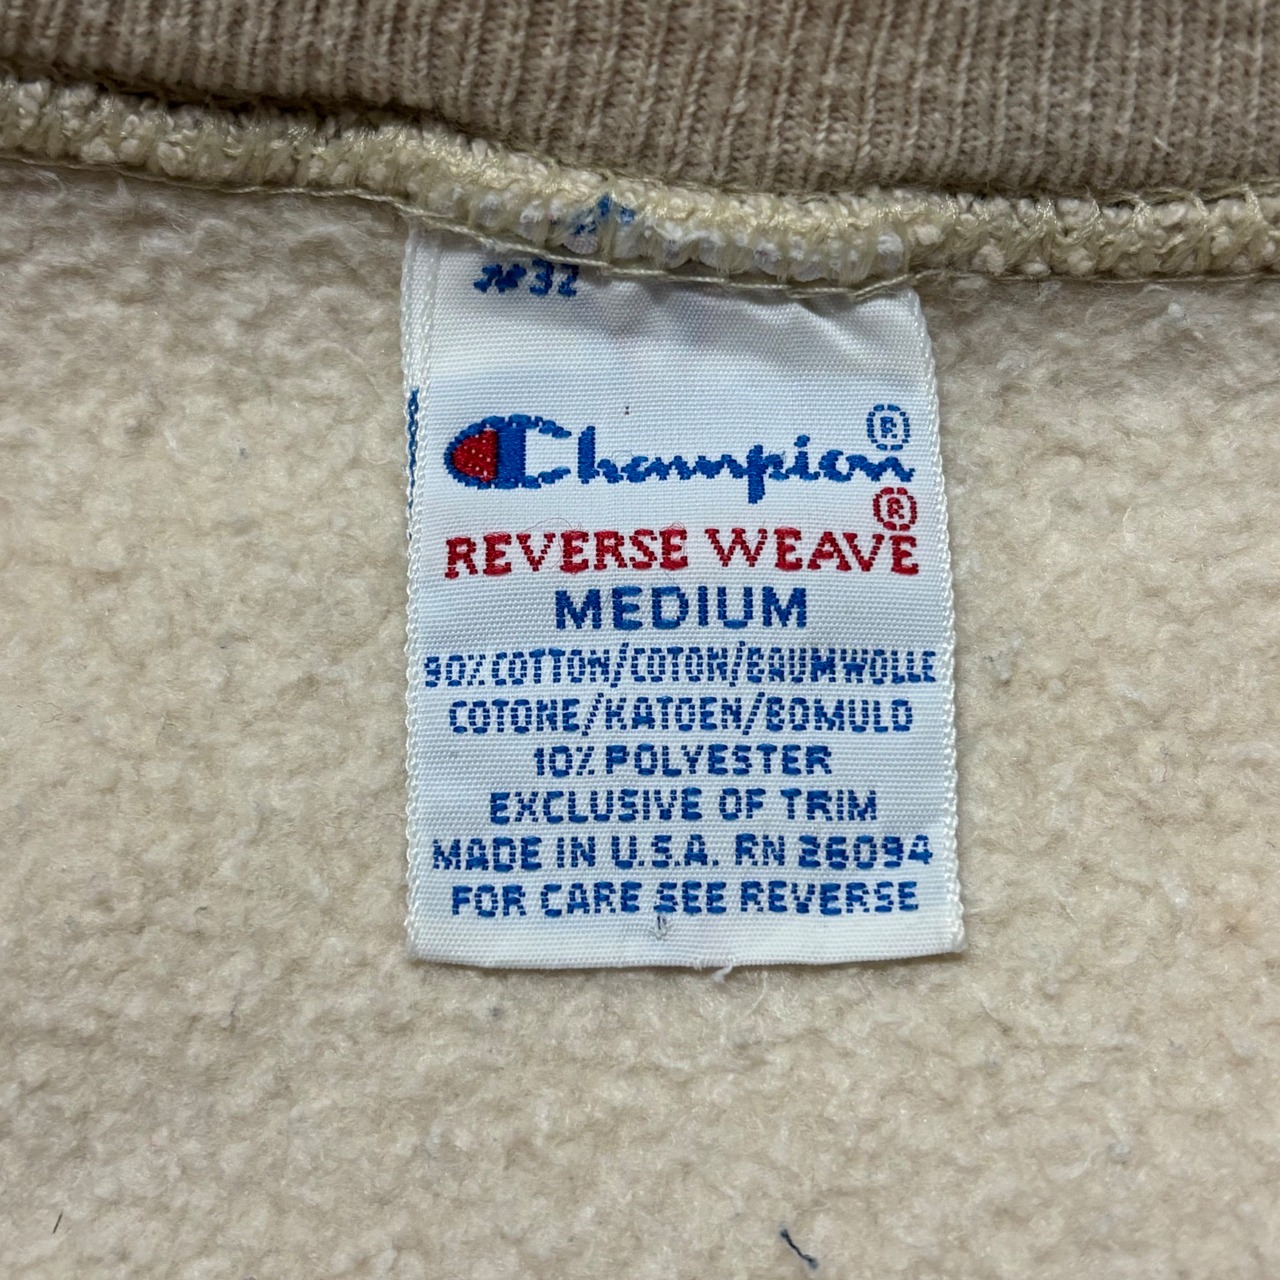 №32
Champion®
REVERSE WEAVE®
MEDIUM
90% COTTON/COTON/BAUMWOLLE
COTONE/KATOEN/BOMULD
10% POLYESTER
EXCLUSIVE OF TRIM
MADE IN U.S.A. RN 26094
FOR CARE SEE REVERSE